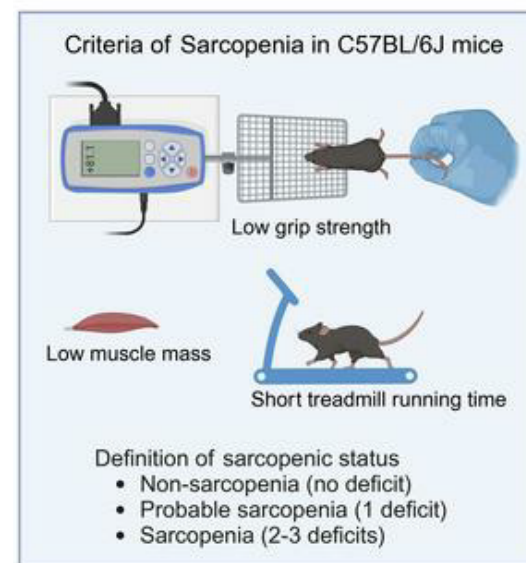 Criteria of Sarcopenia in C57BL/6J mice
+81.1
Low grip strength
Low muscle mass
Short treadmill running time
Definition of sarcopenic status
• Non-sarcopenia (no deficit)
• Probable sarcopenia (1 deficit)
• Sarcopenia (2-3 deficits)